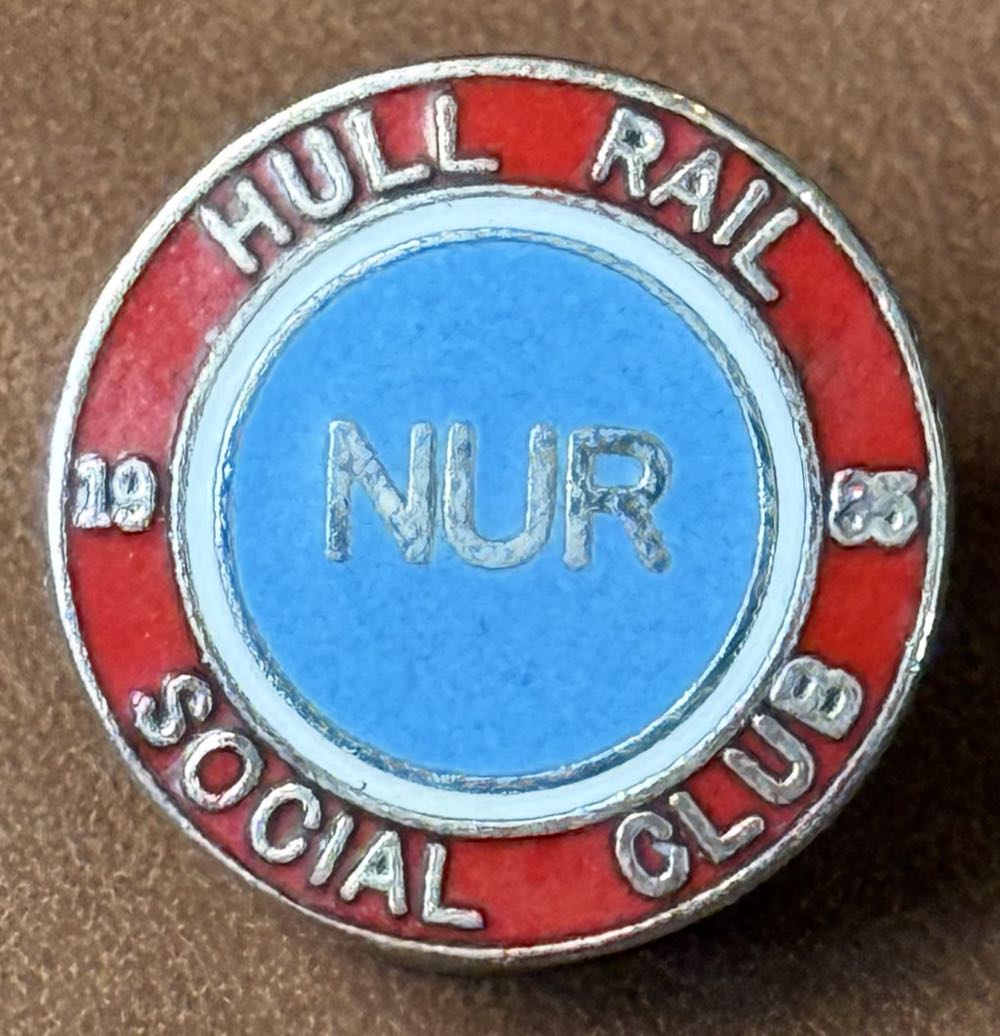 HULL RAIL
19
NUR
SOCIAL CLUB